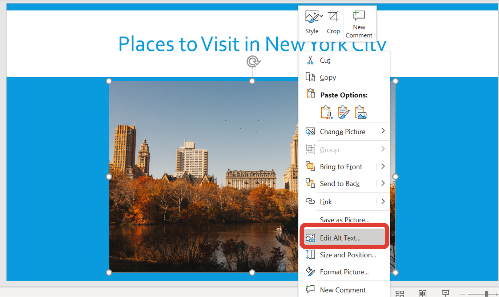 Style
Crop
New
Comment
Places to Visit in New York City
Cut
Copy
Paste Options:
Change Picture
Group
Bring to Front
Send to Back
Link
Save as Picture...
Edit Alt Text...
Size and Position...
Format Picture...
New Comment